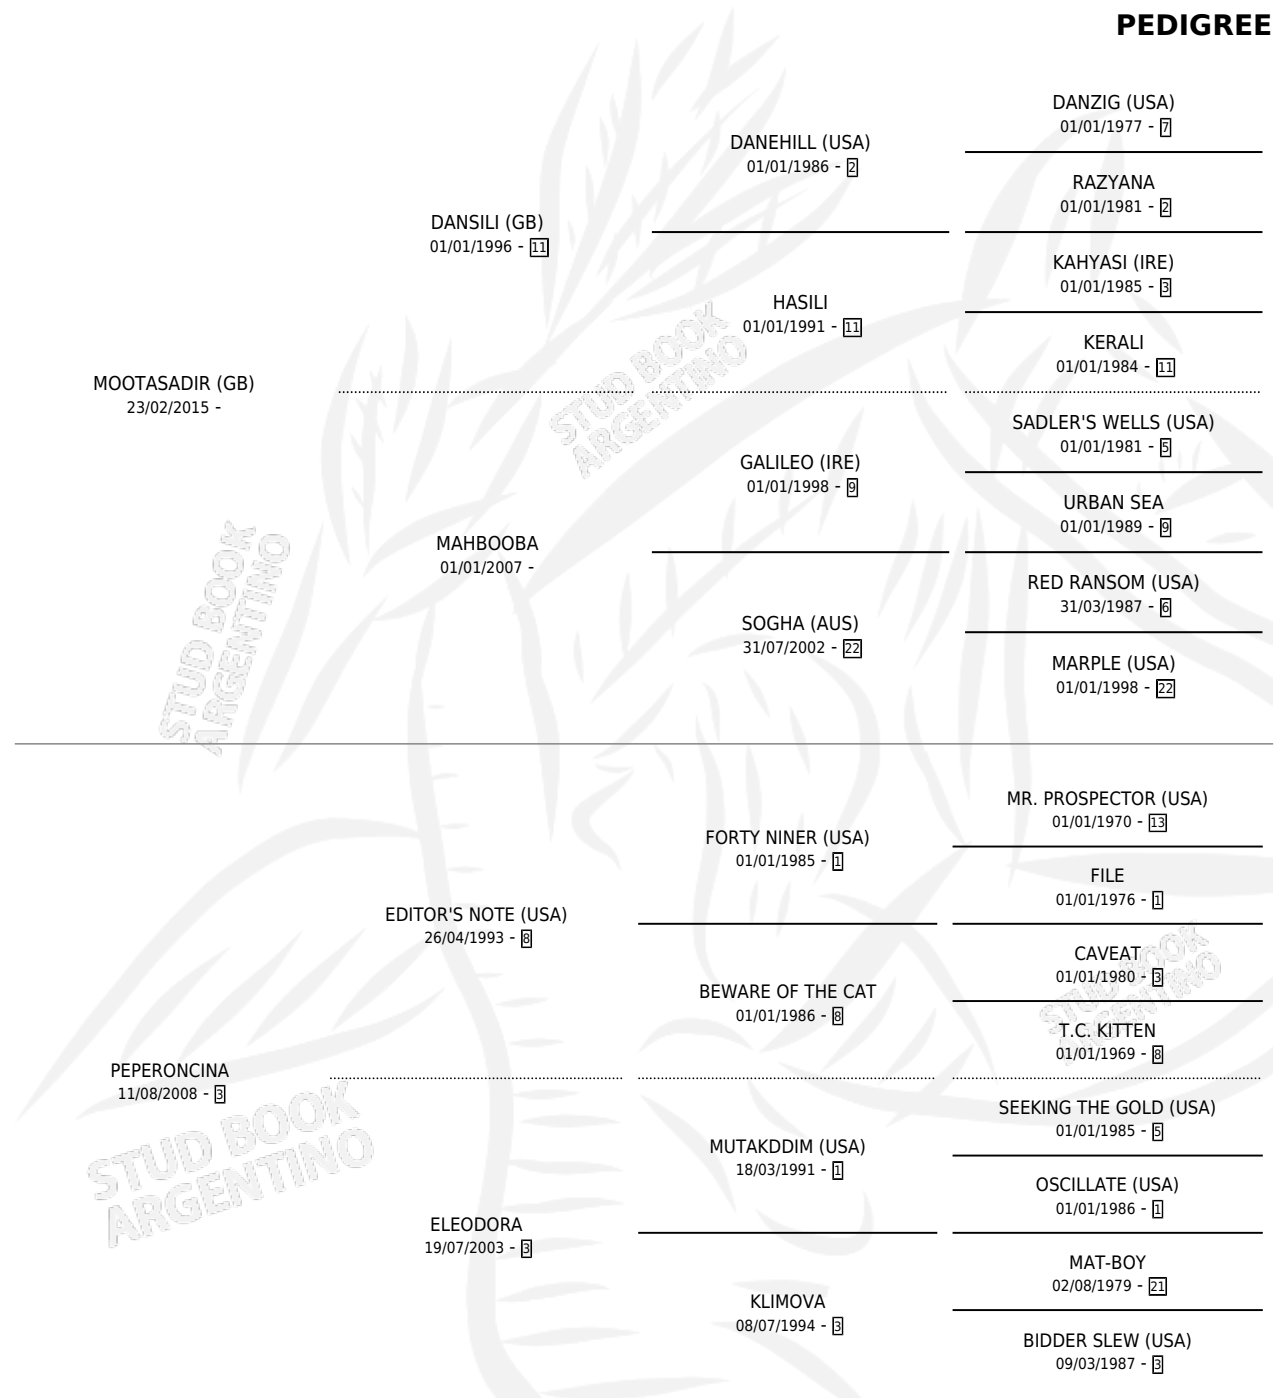 PEDIGREE
DANZIG (USA)
01/01/1977 - 7
DANEHILL (USA)
01/01/1986 - 2
RAZYANA
01/01/1981 - 2
DANSILI (GB)
01/01/1996 - 11
KAHYASI (IRE)
01/01/1985 - 3
HASILI
01/01/1991 - 11
KERALI
01/01/1984 - 11
MOOTASADIR (GB)
23/02/2015 -
SADLER'S WELLS (USA)
01/01/1981 - 5
GALILEO (IRE)
01/01/1998 - 9
URBAN SEA
01/01/1989 - 9
MAHBOOBA
01/01/2007 -
RED RANSOM (USA)
31/03/1987 - 6
SOGHA (AUS)
31/07/2002 - 22
MARPLE (USA)
01/01/1998 - 22
MR. PROSPECTOR (USA)
01/01/1970 - 13
FORTY NINER (USA)
01/01/1985 - 1
FILE
01/01/1976 - 1
EDITOR'S NOTE (USA)
26/04/1993 - 8
CAVEAT
01/01/1980 - 3
BEWARE OF THE CAT
01/01/1986 - 8
T.C. KITTEN
01/01/1969 - 8
PEPERONCINA
11/08/2008 - 3
SEEKING THE GOLD (USA)
01/01/1985 - 5
MUTAKDDIM (USA)
18/03/1991 - 1
OSCILLATE (USA)
01/01/1986 - 1
ELEODORA
19/07/2003 - 3
MAT-BOY
02/08/1979 - 21
KLIMOVA
08/07/1994 - 3
BIDDER SLEW (USA)
09/03/1987 - 3
STUD BOOK
ARGENTINO
STUD BOOK
ARGENTINO
STUD BOOK
ARGENTINO
STUD BOOK
ARGENTINO